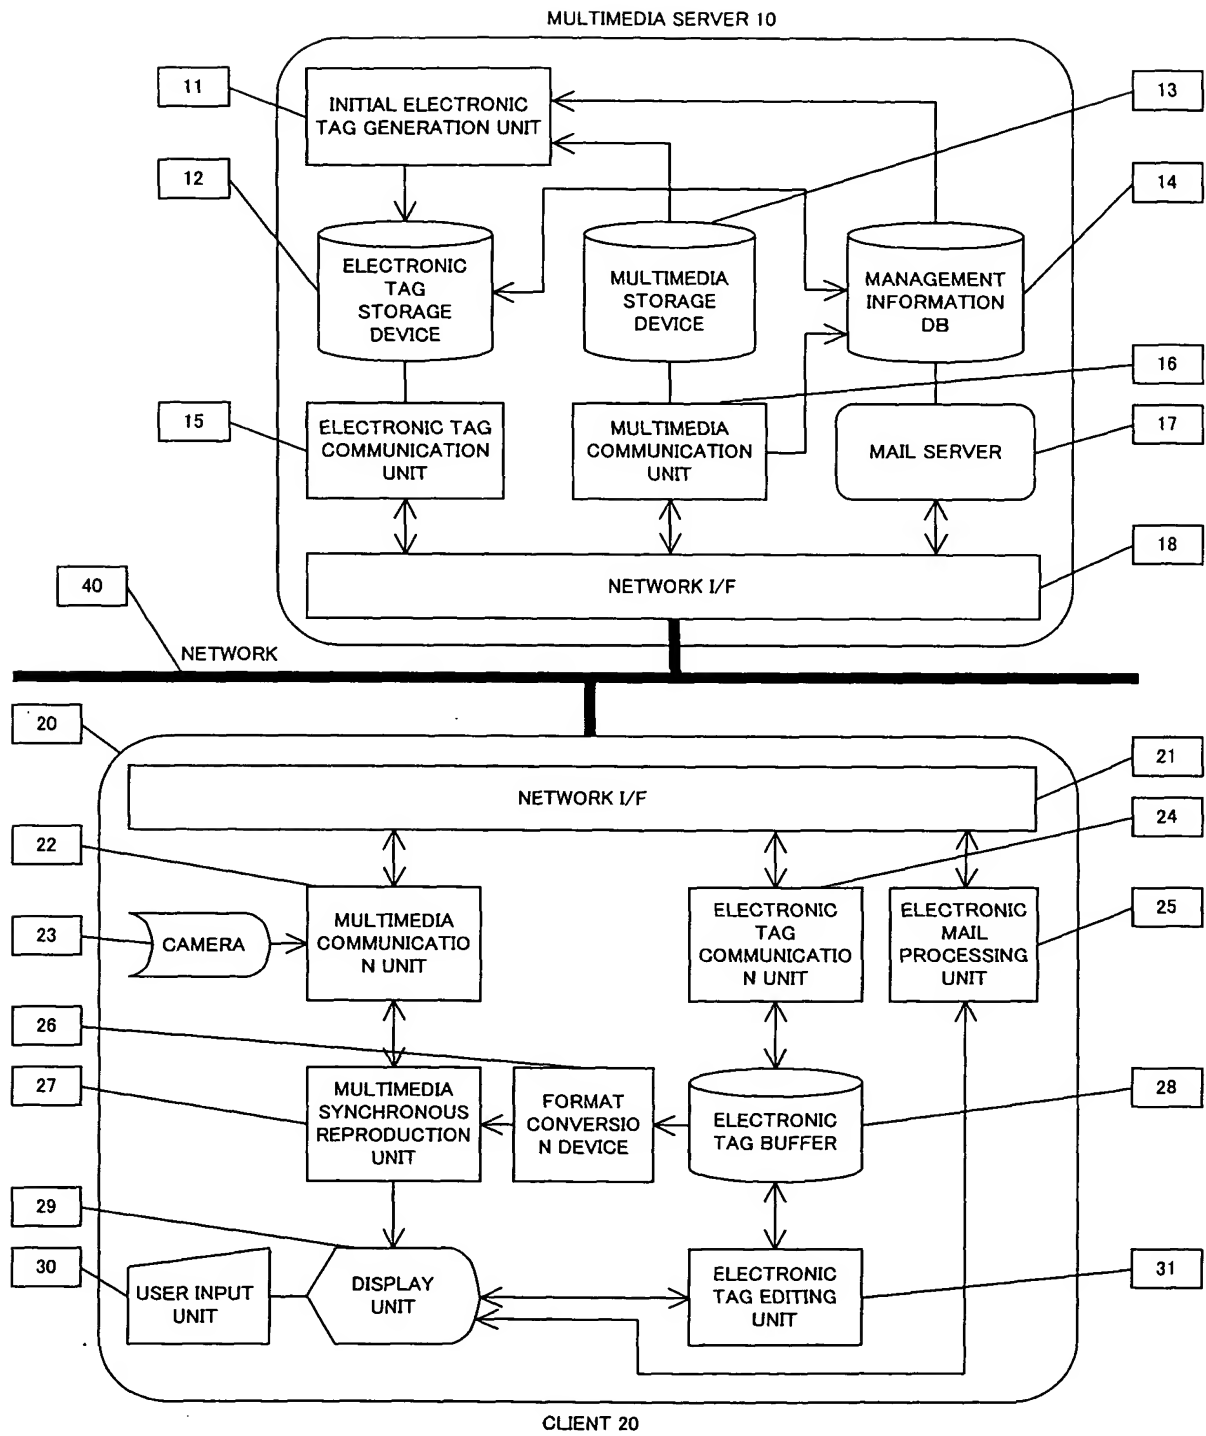 MULTIMEDIA SERVER 10
11
INITIAL ELECTRONIC
TAG GENERATION UNIT
13
12
14
ELECTRONIC
TAG
STORAGE
DEVICE
MULTIMEDIA
STORAGE
DEVICE
MANAGEMENT
INFORMATION
DB
16
15
ELECTRONIC TAG
COMMUNICATION
UNIT
MULTIMEDIA
COMMUNICATION
UNIT
MAIL SERVER
17
18
NETWORK I/F
40
NETWORK
20
21
NETWORK I/F
24
22
23
CAMERA
MULTIMEDIA
COMMUNICATIO
N UNIT
ELECTRONIC
TAG
COMMUNICATIO
N UNIT
ELECTRONIC
MAIL
PROCESSING
UNIT
25
26
27
MULTIMEDIA
SYNCHRONOUS
REPRODUCTION
UNIT
FORMAT
CONVERSIO
N DEVICE
ELECTRONIC
TAG BUFFER
28
29
30
USER INPUT
UNIT
DISPLAY
UNIT
ELECTRONIC
TAG EDITING
UNIT
31
CLIENT 20